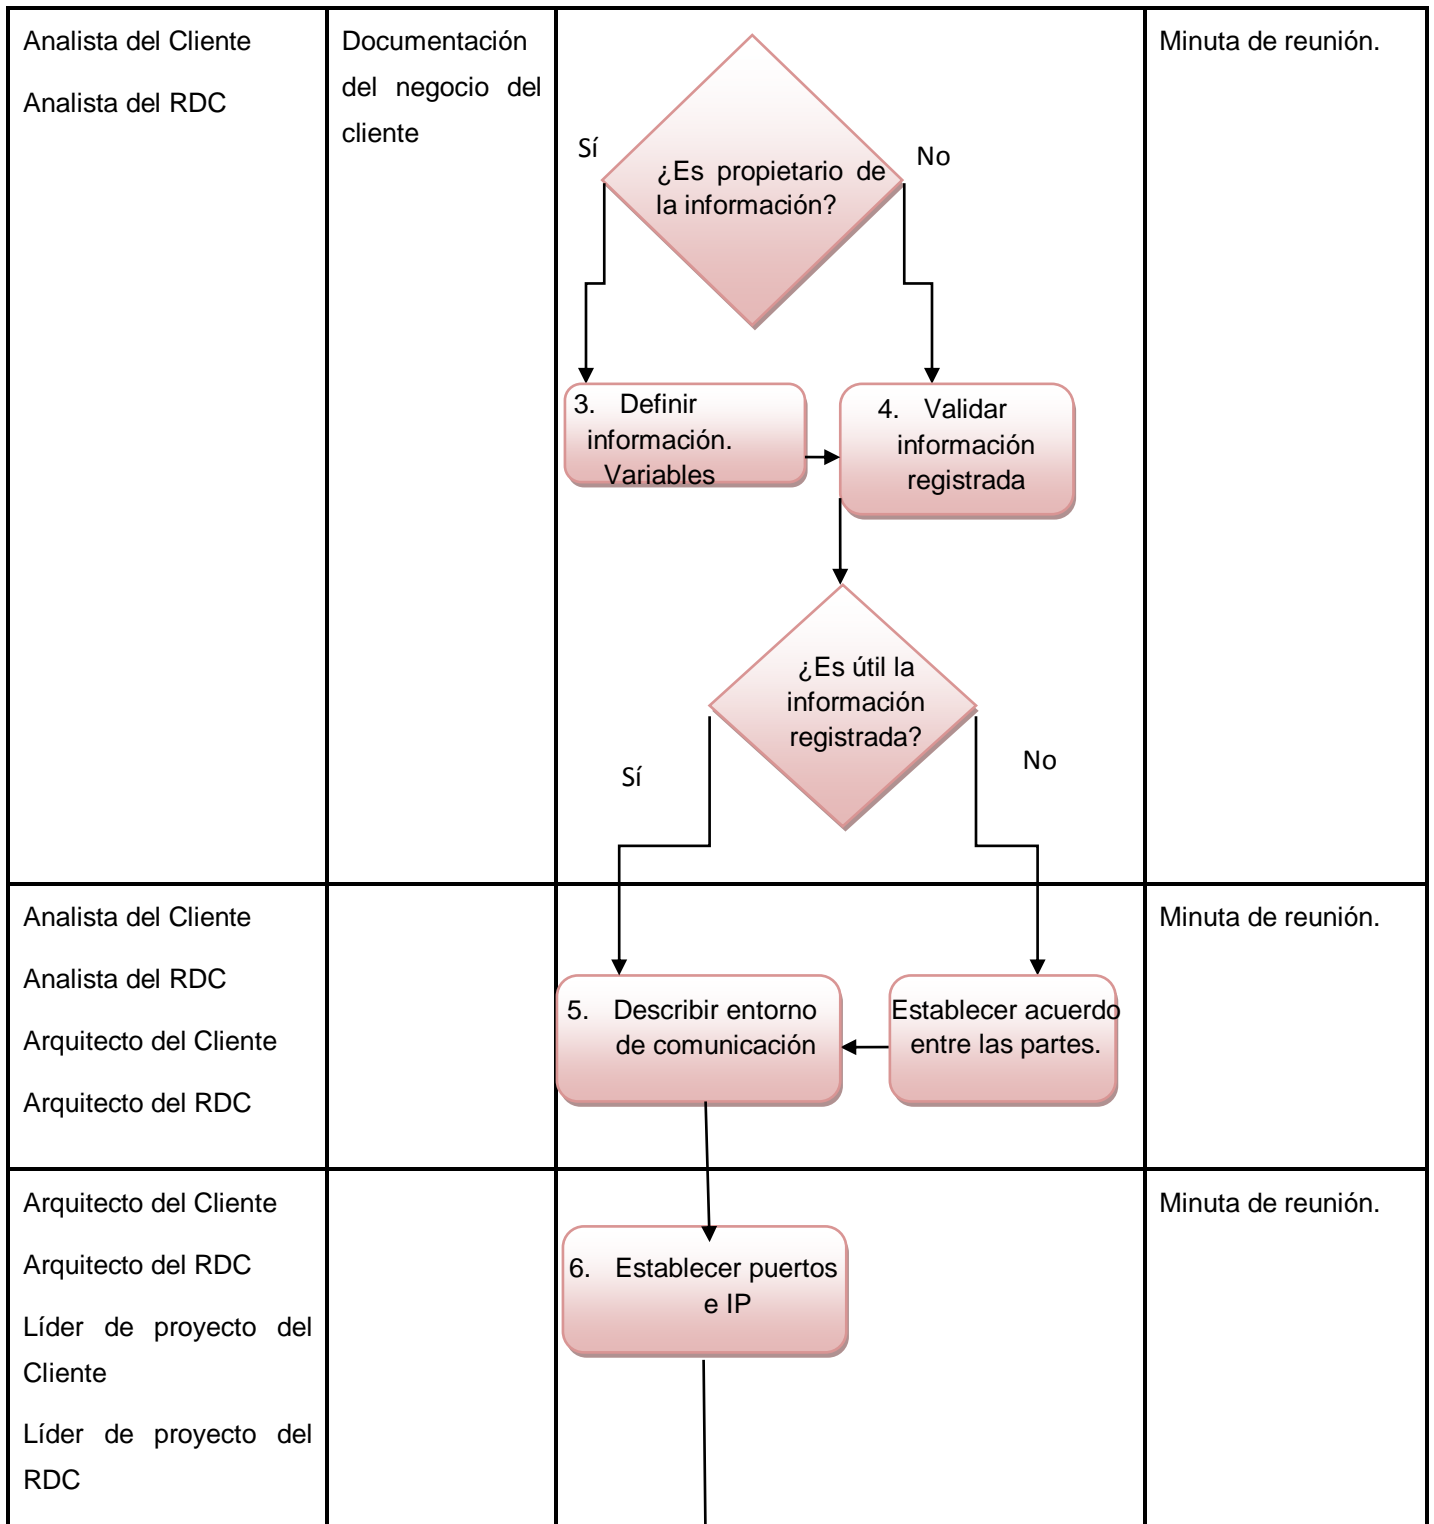 Analista del Cliente
Analista del RDC
Documentación
del negocio del
cliente
Sí
No
¿Es propietario de
la información?
3. Definir
información.
Variables
4. Validar
información
registrada
¿Es útil la
información
registrada?
Sí
No
Minuta de reunión.
Analista del Cliente
Analista del RDC
Arquitecto del Cliente
Arquitecto del RDC
5. Describir entorno
de comunicación
Establecer acuerdo
entre las partes.
Minuta de reunión.
Arquitecto del Cliente
Arquitecto del RDC
Líder de proyecto del
Cliente
Líder de proyecto del
RDC
6. Establecer puertos
e IP
Minuta de reunión.